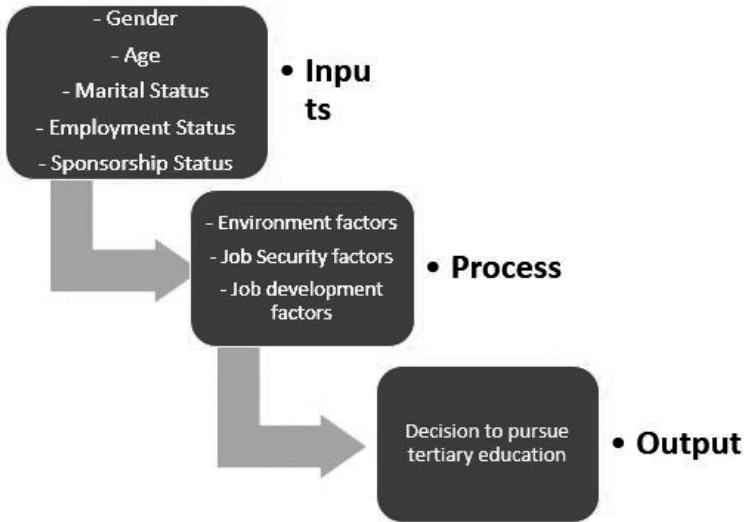 - Gender
- Age
- Marital Status
- Employment Status
- Sponsorship Status
• Inpu
ts
- Environment factors
- Job Security factors
- Job development
factors
• Process
Decision to pursue
tertiary education
• Output